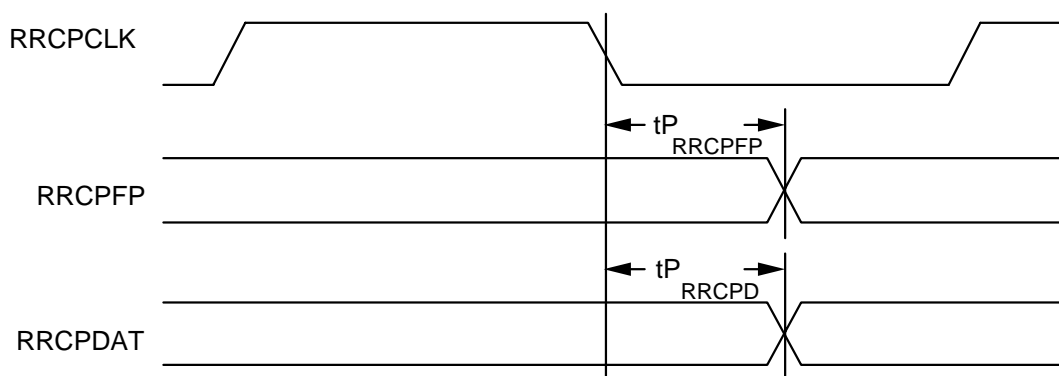 RRCPCLK
tP
RRCPFP
RRCPFP
tP
RRCPD
RRCPDAT